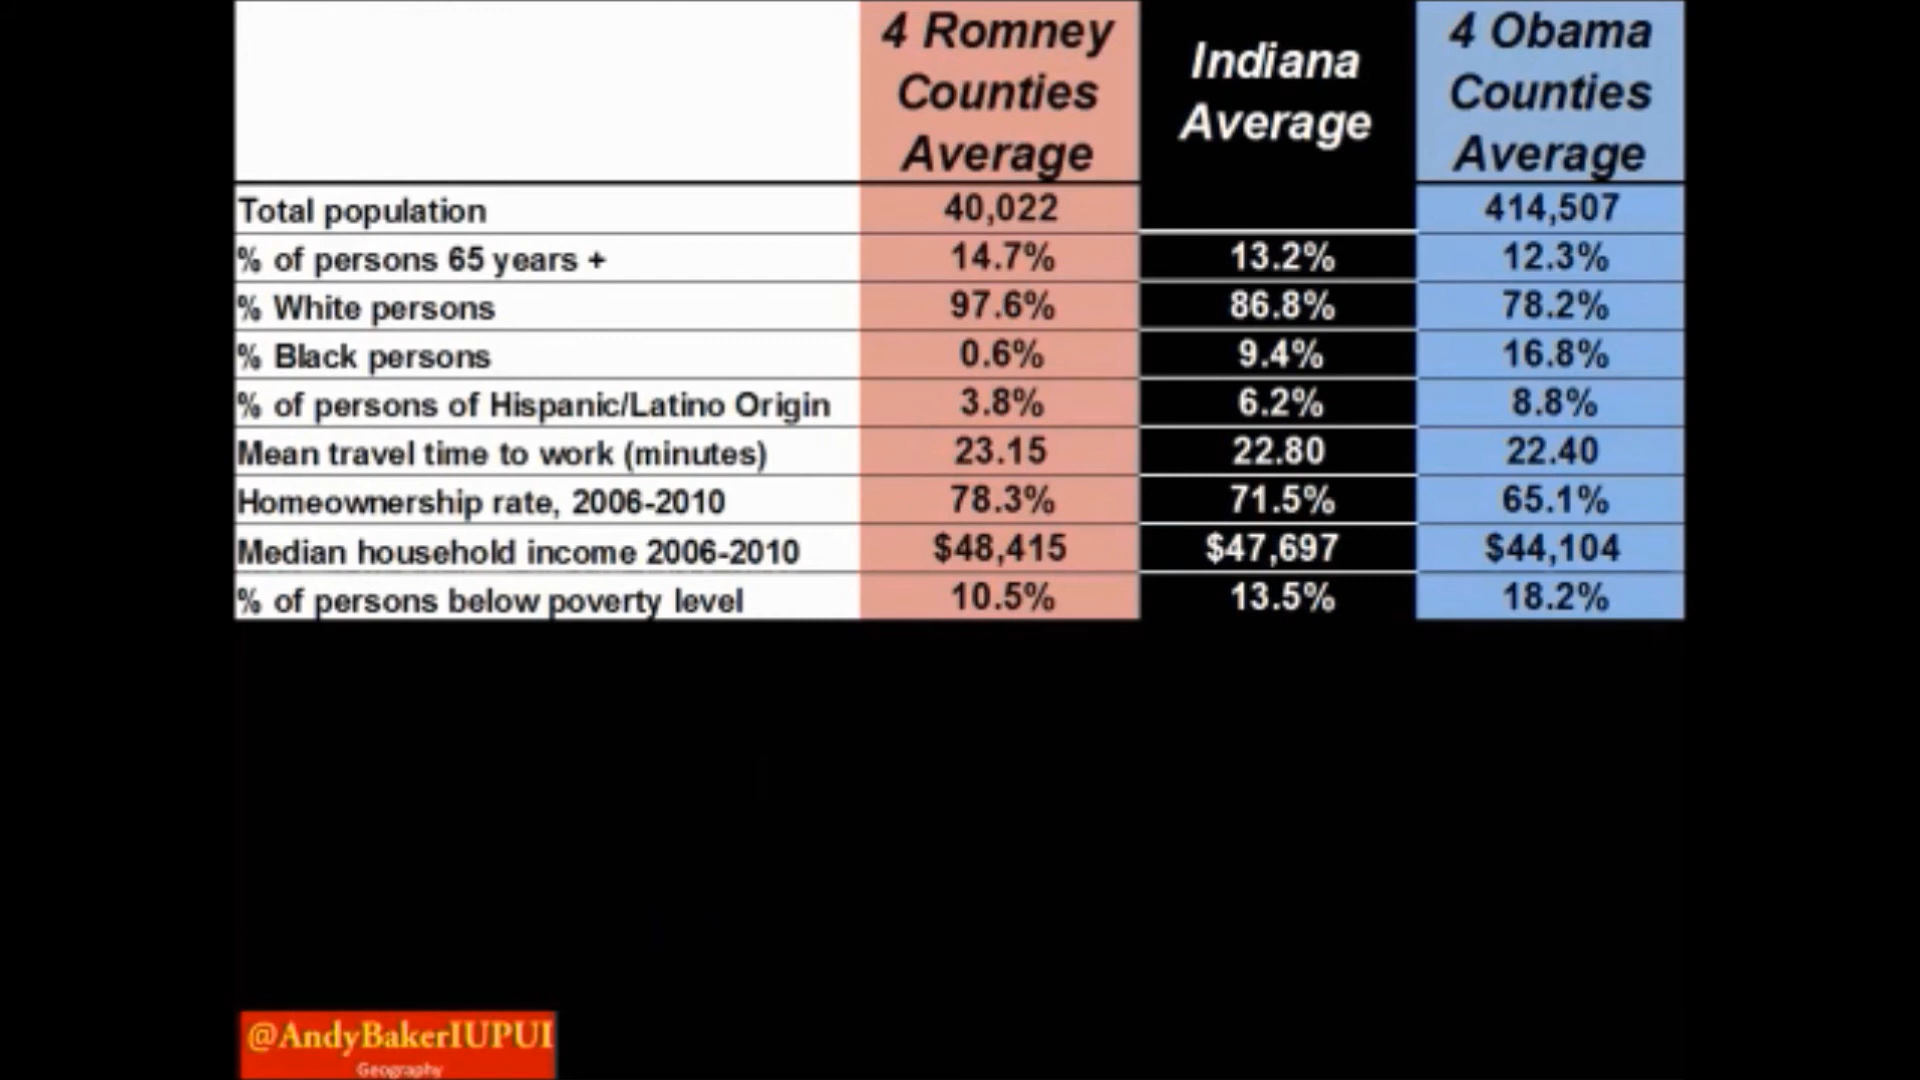 4 Romney Counties Average Indiana Average 4 Obama Counties Average
Total population 40,022 414,507
% of persons 65 years + 14.7% 13.2% 12.3%
% White persons 97.6% 86.8% 78.2%
% Black persons 0.6% 9.4% 16.8%
% of persons of Hispanic/Latino Origin 3.8% 6.2% 8.8%
Mean travel time to work (minutes) 23.15 22.80 22.40
Homeownership rate, 2006-2010 78.3% 71.5% 65.1%
Median household income 2006-2010 $48,415 $47,697 $44,104
% of persons below poverty level 10.5% 13.5% 18.2%
@AndyBakerIUPUI
Geography